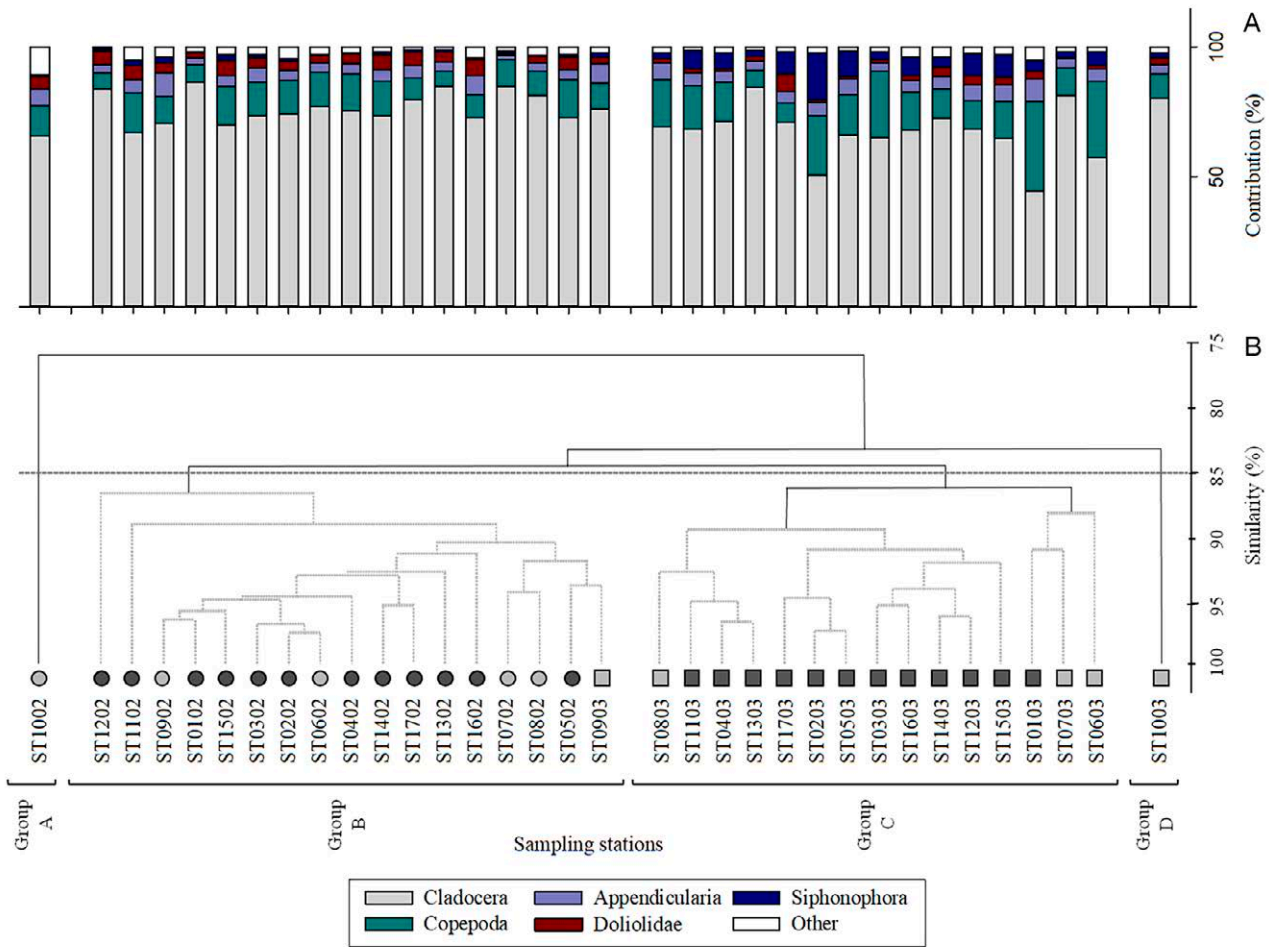 A
100
50
Contribution (%)
B
75
80
85
90
95
100
Similarity (%)
ST1002
ST1202
ST1102
ST0902
ST0102
ST1502
ST0302
ST0202
ST0602
ST0402
ST1402
ST1702
ST1302
ST1602
ST0702
ST0802
ST0502
ST0903
ST0803
ST1103
ST0403
ST1303
ST1703
ST0203
ST0503
ST0303
ST1603
ST1403
ST1203
ST1503
ST0103
ST0703
ST0603
ST1003
Group
A
Group
B
Group
C
Group
D
Sampling stations
Cladocera Appendicularia Siphonophora
Copepoda Doliolidae Other